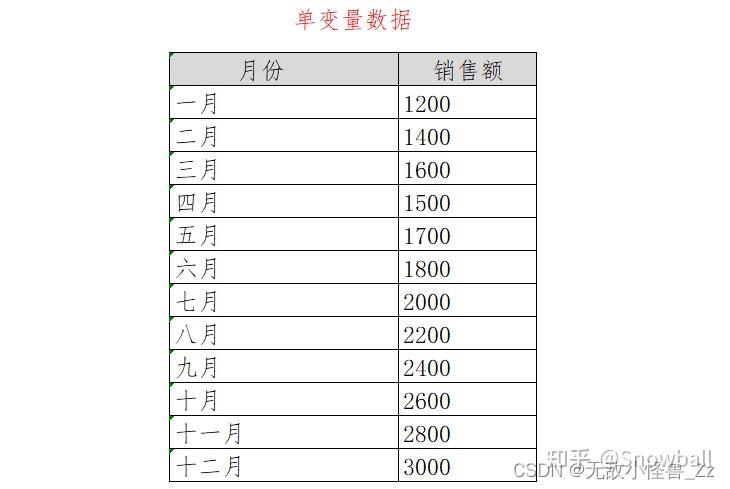 单变量数据
月份 销售额
一月 1200
二月 1400
三月 1600
四月 1500
五月 1700
六月 1800
七月 2000
八月 2200
九月 2400
十月 2600
十一月 2800
十二月 3000
知乎 @Snowball
CSDN @无敌小怪兽_Zz